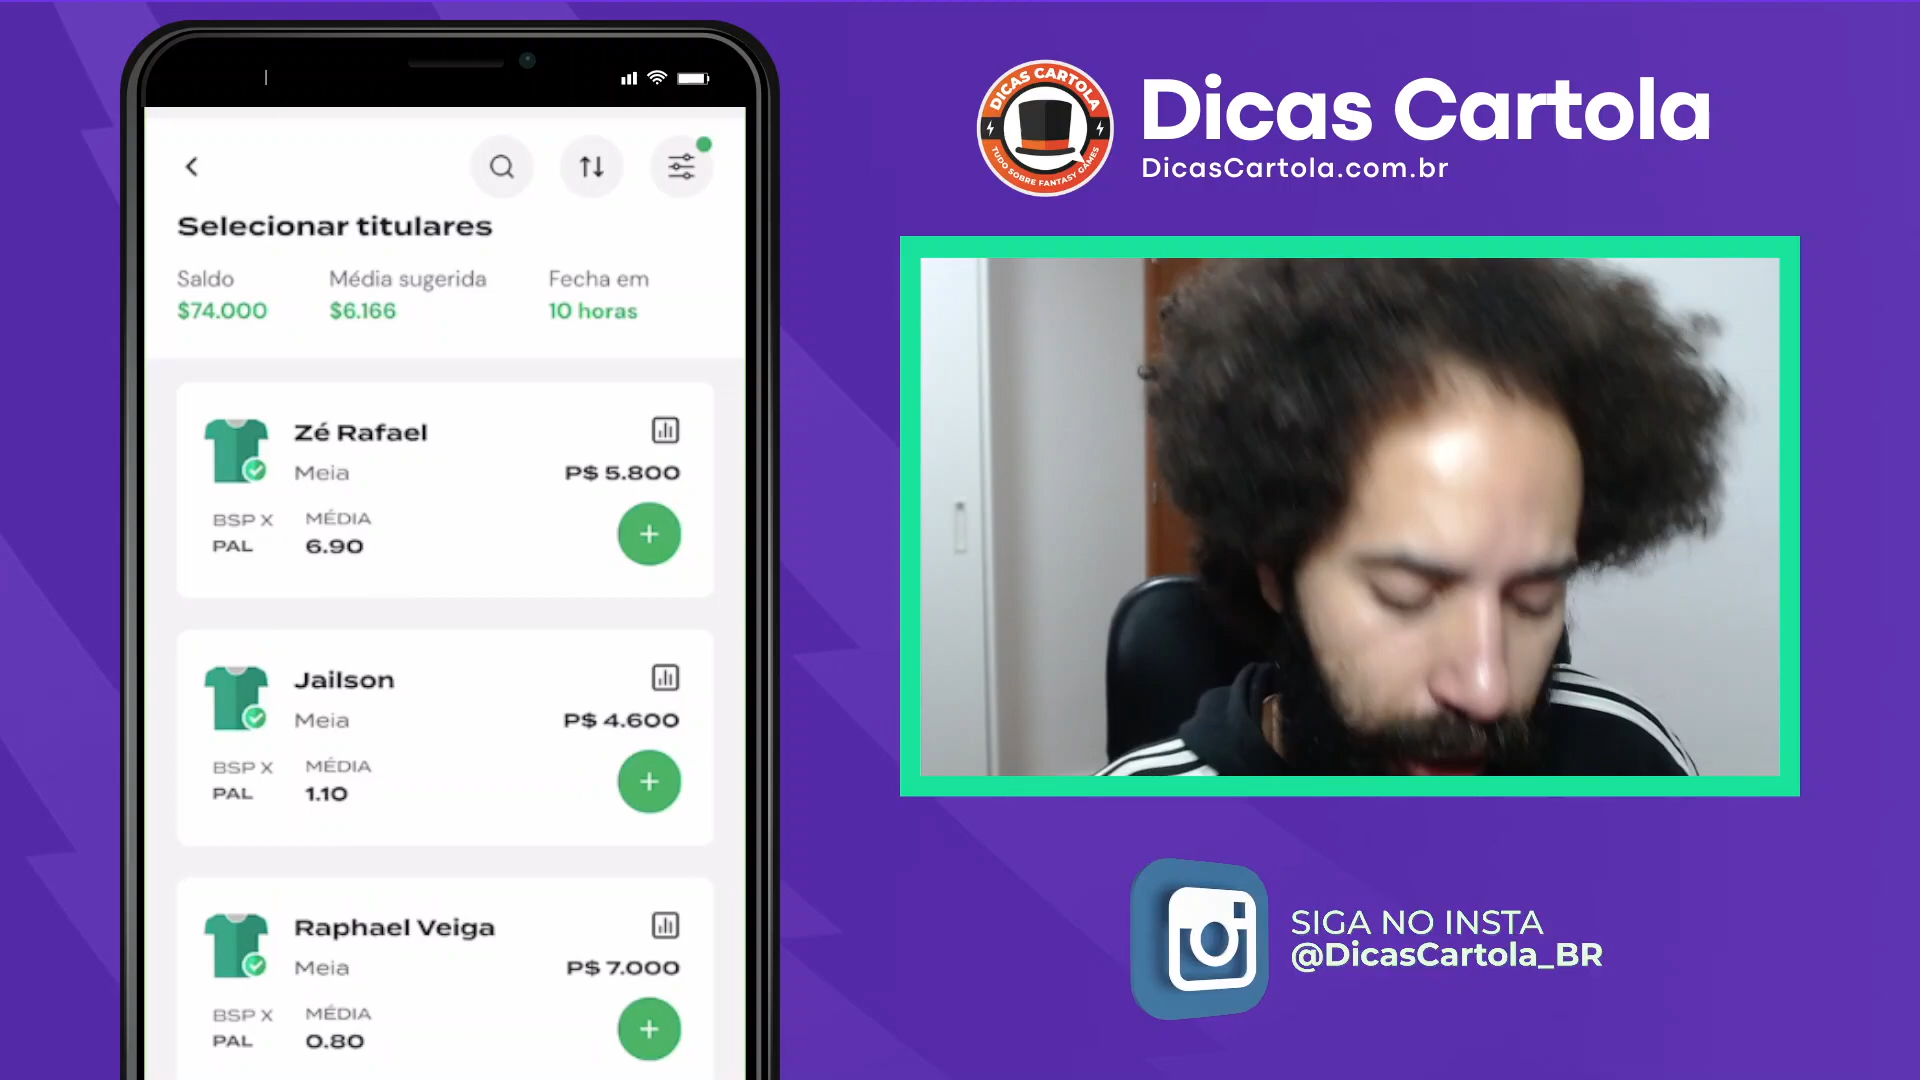 Selecionar titulares
Saldo
Média sugerida
Fecha em
$74.000
$6.166
10 horas
Zé Rafael
Meia
P$ 5.800
BSP X
MÉDIA
PAL
6.90
Jailson
Meia
P$ 4.600
BSP X
MÉDIA
PAL
1.10
Raphael Veiga
Meia
P$ 7.000
BSP X
MÉDIA
PAL
0.80
DICAS CARTOLA
TUDO SOBRE FANTASY GAMES
Dicas Cartola
DicasCartola.com.br
SIGA NO INSTA
@DicasCartola_BR